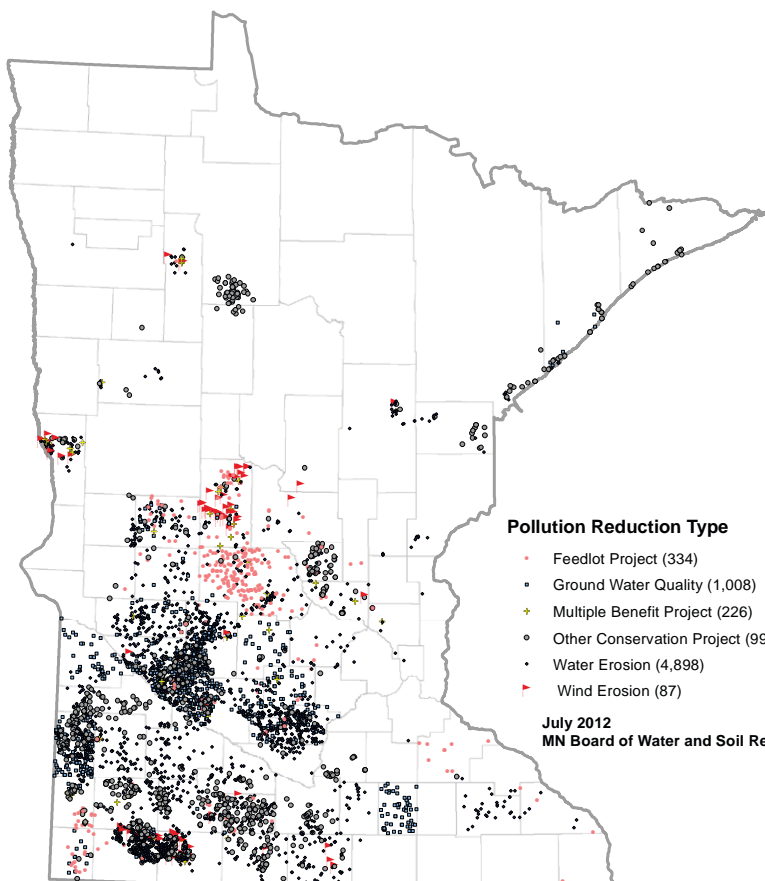 Pollution Reduction Type
Feedlot Project (334)
Ground Water Quality (1,008)
Multiple Benefit Project (226)
Other Conservation Project (99
Water Erosion (4,898)
Wind Erosion (87)
July 2012
MN Board of Water and Soil Re